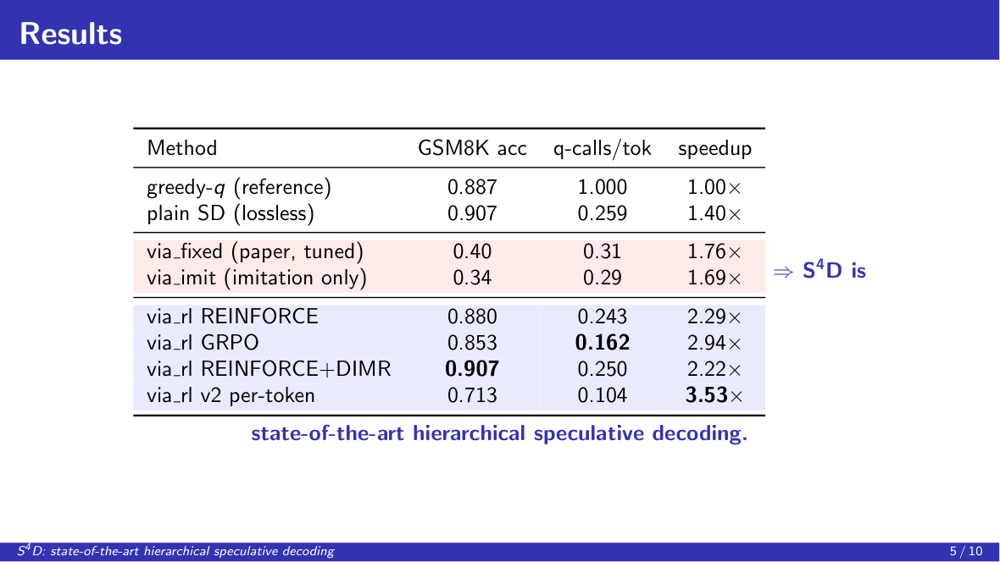 Results
Method GSM8K acc q-calls/tok speedup
greedy-q (reference) 0.887 1.000 1.00×
plain SD (lossless) 0.907 0.259 1.40×
via_fixed (paper, tuned) 0.40 0.31 1.76×
via_imit (imitation only) 0.34 0.29 1.69×
⇒ S⁴D is
via_rl REINFORCE 0.880 0.243 2.29×
via_rl GRPO 0.853 0.162 2.94×
via_rl REINFORCE+DIMR 0.907 0.250 2.22×
via_rl v2 per-token 0.713 0.104 3.53×
state-of-the-art hierarchical speculative decoding.
S⁴D: state-of-the-art hierarchical speculative decoding 5 / 10